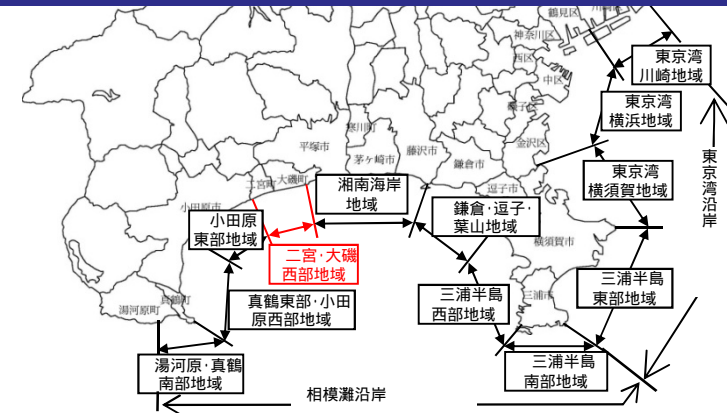 鶴見区
神奈川区
西区
中区
磯子区
金沢区
東京湾
川崎地域
東京湾
横浜地域
東京湾沿岸
東京湾
横須賀地域
寒川町
平塚市
茅ヶ崎市
藤沢市
鎌倉市
逗子市
二宮町
大磯町
小田原市
湘南海岸
地域
鎌倉・逗子・
葉山地域
横須賀市
小田原
東部地域
二宮・大磯
西部地域
三浦半島
東部地域
三浦半島
西部地域
三浦市
真鶴町
湯河原町
真鶴東部・小田
原西部地域
湯河原・真鶴
南部地域
三浦半島
南部地域
相模灘沿岸